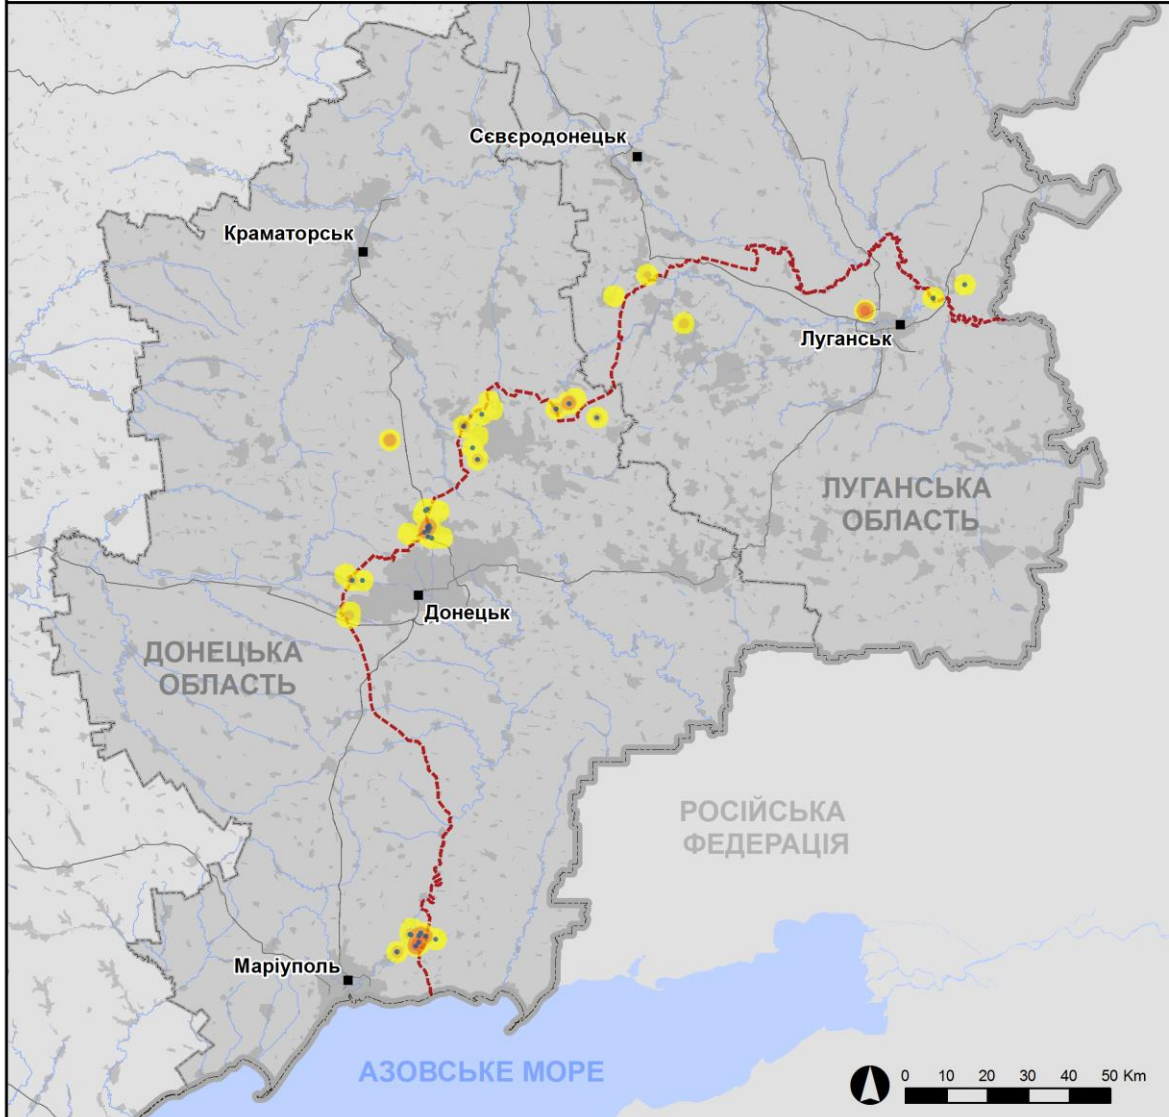 Сєвєродонецьк
Краматорськ
Луганськ
ЛУГАНСЬКА
ОБЛАСТЬ
Донецьк
ДОНЕЦЬКА
ОБЛАСТЬ
РОСІЙСЬКА
ФЕДЕРАЦІЯ
Маріуполь
АЗОВСЬКЕ МОРЕ
0 10 20 30 40 50 Km